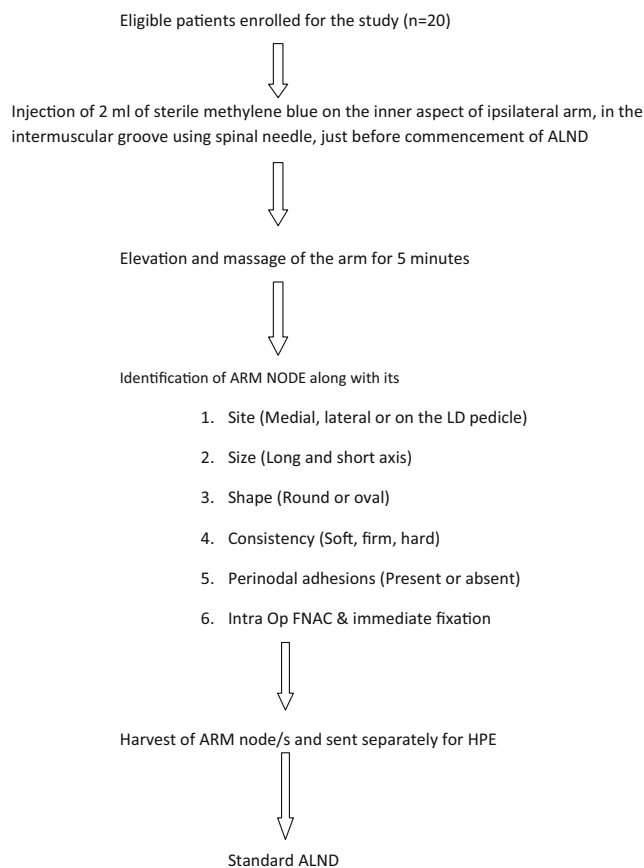 Eligible patients enrolled for the study (n=20)
Injection of 2 ml of sterile methylene blue on the inner aspect of ipsilateral arm, in the
intermuscular groove using spinal needle, just before commencement of ALND
Elevation and massage of the arm for 5 minutes
Identification of ARM NODE along with its
1. Site (Medial, lateral or on the LD pedicle)
2. Size (Long and short axis)
3. Shape (Round or oval)
4. Consistency (Soft, firm, hard)
5. Perinodal adhesions (Present or absent)
6. Intra Op FNAC & immediate fixation
Harvest of ARM node/s and sent separately for HPE
Standard ALND